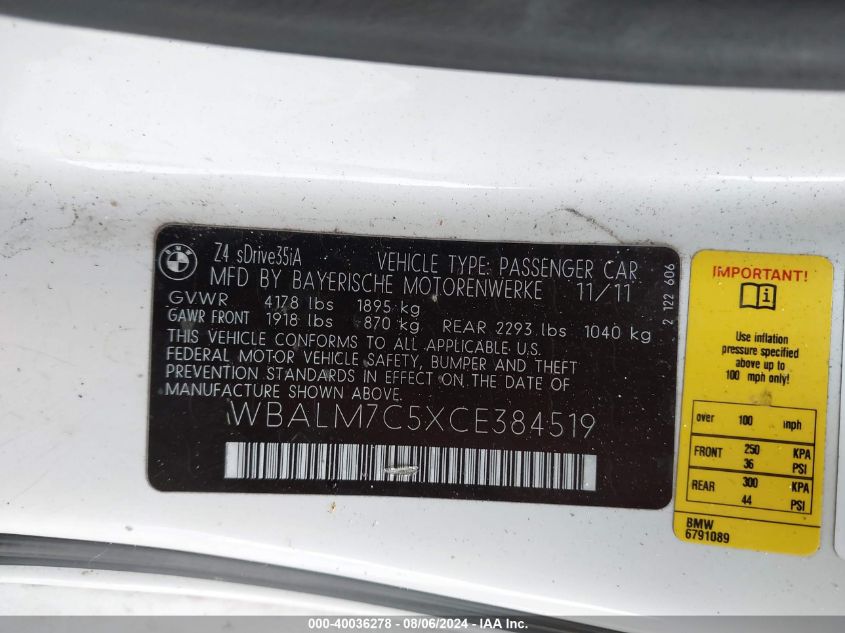 BMW
Z4 sDrive35iA VEHICLE TYPE: PASSENGER CAR
MFD BY BAYERISCHE MOTORENWERKE 11/11
GVWR 4178 lbs 1895 kg
GAWR FRONT 1918 lbs 870 kg REAR 2293 lbs 1040 kg
THIS VEHICLE CONFORMS TO ALL APPLICABLE U.S.
FEDERAL MOTOR VEHICLE SAFETY, BUMPER AND THEFT
PREVENTION STANDARDS IN EFFECT ON THE DATE OF
MANUFACTURE SHOWN ABOVE.
WBALM7C5XCE384519
2 122 606
IMPORTANT!
i
Use inflation
pressure specified
above up to
100 mph only!
over 100 mph
FRONT 250 KPA
36 PSI
REAR 300 KPA
44 PSI
BMW
6791089
000-40036278 - 08/06/2024 - IAA Inc.